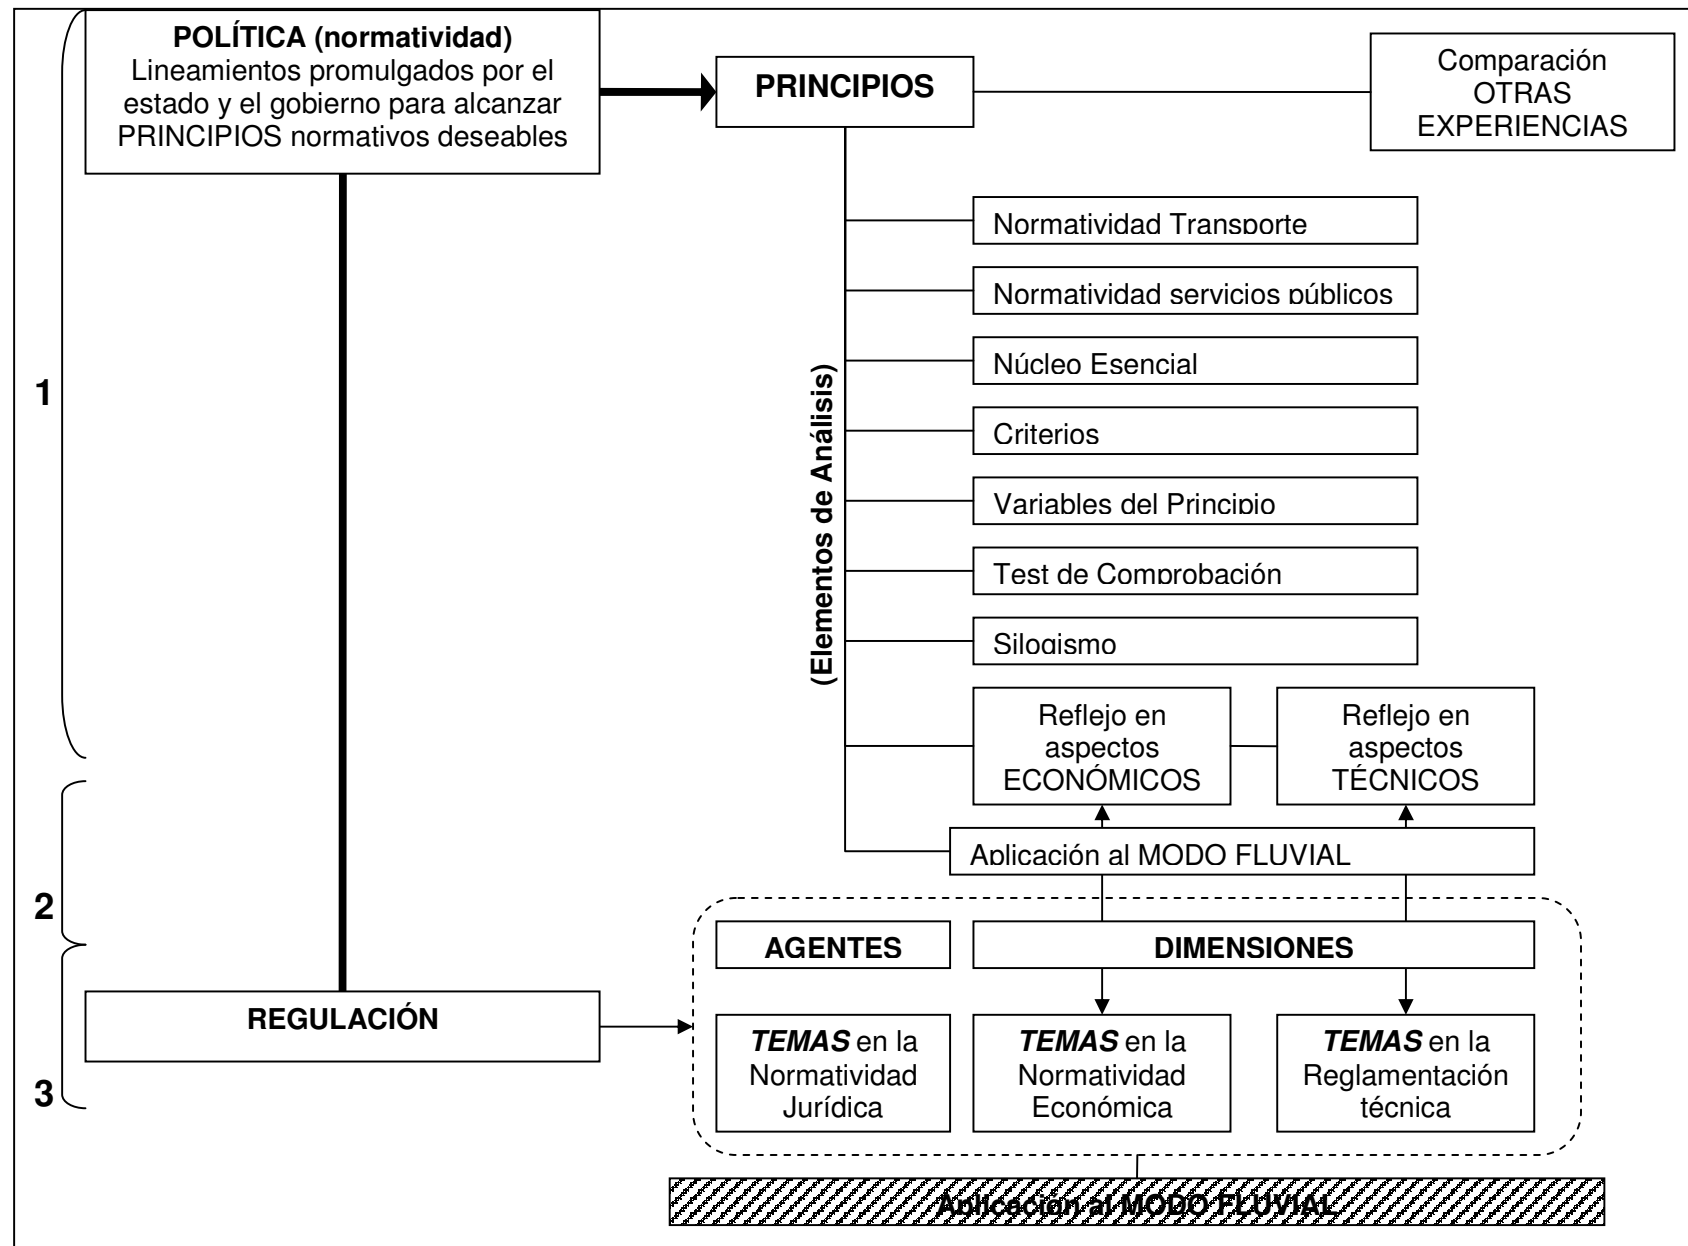 POLÍTICA (normatividad)
Lineamientos promulgados por el
estado y el gobierno para alcanzar
PRINCIPIOS normativos deseables
PRINCIPIOS
Comparación
OTRAS
EXPERIENCIAS
1
(Elementos de Análisis)
Normatividad Transporte
Normatividad servicios públicos
Núcleo Esencial
Criterios
Variables del Principio
Test de Comprobación
Silogismo
Reflejo en
aspectos
ECONÓMICOS
Reflejo en
aspectos
TÉCNICOS
Aplicación al MODO FLUVIAL
2
AGENTES
DIMENSIONES
REGULACIÓN
3
TEMAS en la
Normatividad
Jurídica
TEMAS en la
Normatividad
Económica
TEMAS en la
Reglamentación
técnica
Aplicación al MODO FLUVIAL